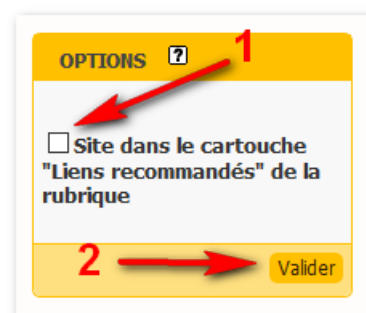 OPTIONS ? 1
Site dans le cartouche
"Liens recommandés" de la
rubrique
2 Valider